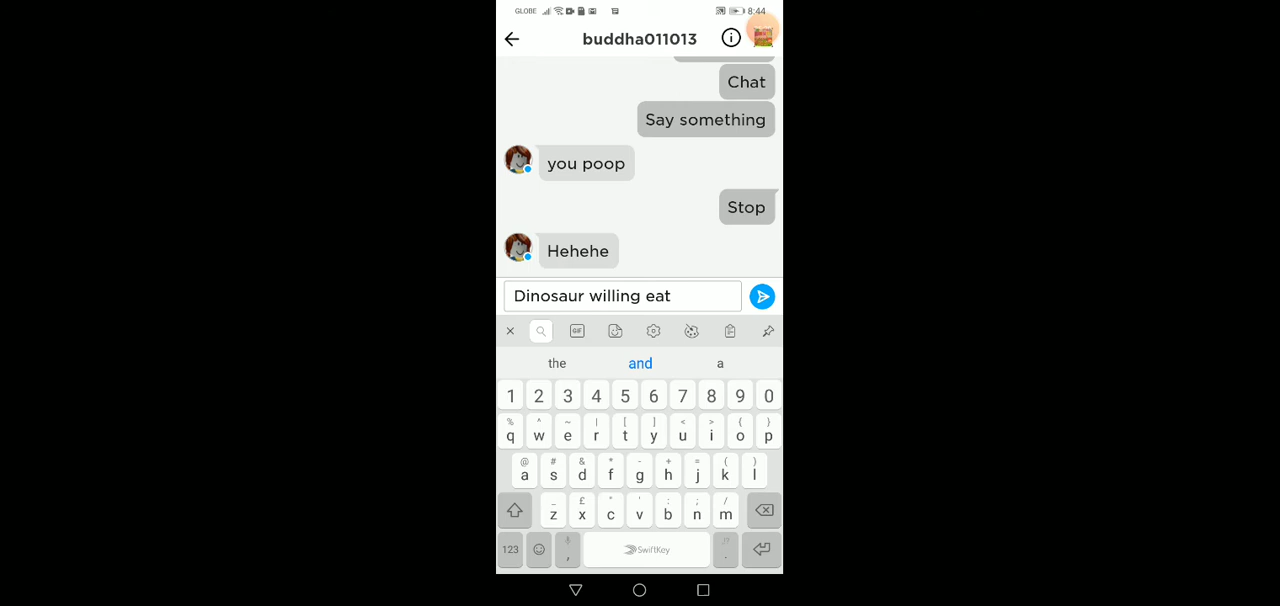 GLOBE 8:44
buddha011013
Chat
Say something
you poop
Stop
Hehehe
Dinosaur willing eat
GIF
the and a
1 2 3 4 5 6 7 8 9 0
% ^ ~ | [ ] < > { }
q w e r t y u i o p
@ # & * - + = ( )
a s d f g h j k l
_ £ " ' : ; /
z x c v b n m
123 , SwiftKey .